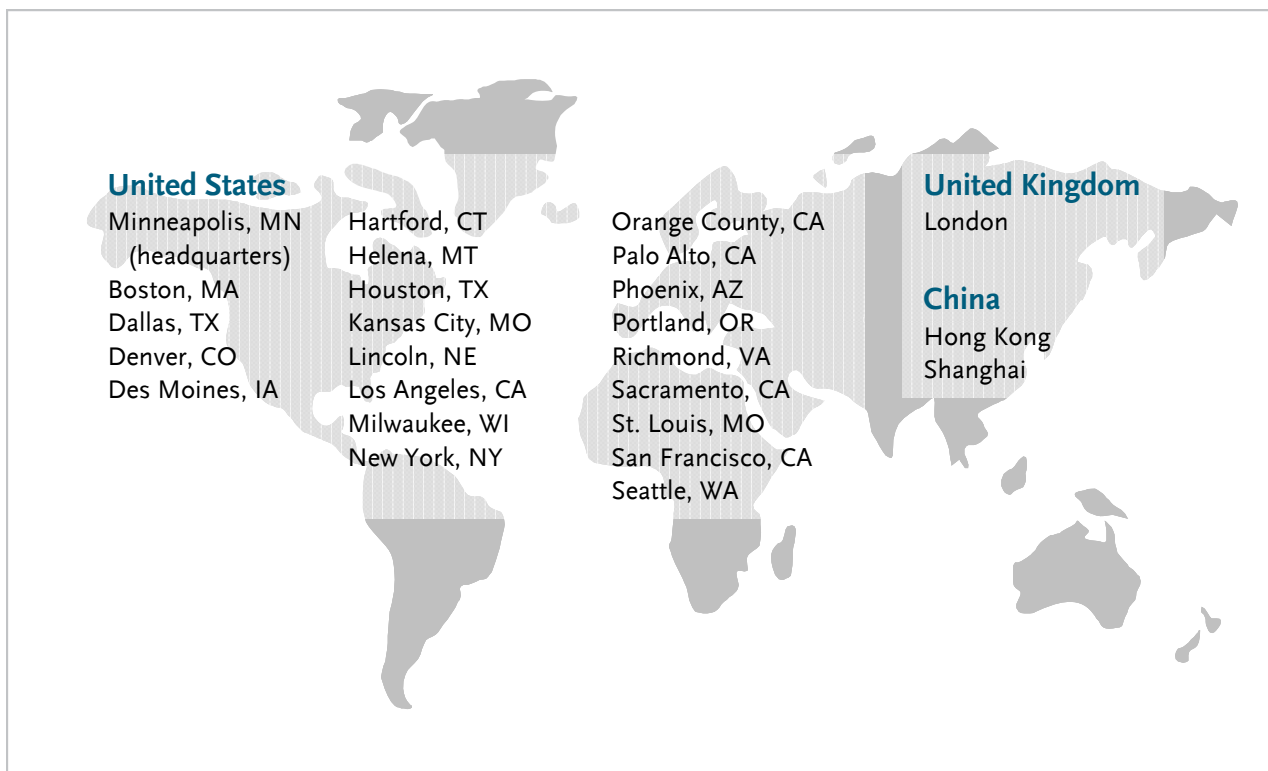 United States
Minneapolis, MN
(headquarters)
Boston, MA
Dallas, TX
Denver, CO
Des Moines, IA
Hartford, CT
Helena, MT
Houston, TX
Kansas City, MO
Lincoln, NE
Los Angeles, CA
Milwaukee, WI
New York, NY
Orange County, CA
Palo Alto, CA
Phoenix, AZ
Portland, OR
Richmond, VA
Sacramento, CA
St. Louis, MO
San Francisco, CA
Seattle, WA
United Kingdom
London
China
Hong Kong
Shanghai